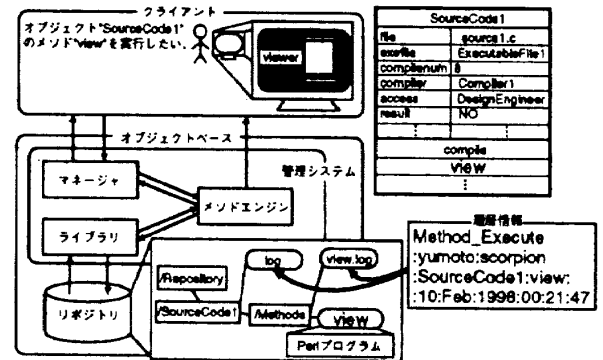 クライアント
オブジェクト"SourceCode1"
のメソド"view"を実行したい.
viewer
オブジェクトベース
管理システム
マネージャ
メソドエンジン
ライブラリ
リポジトリ
/Repository
/SourceCode1
/Methods
log
view.log
view
Perlプログラム
SourceCode1
file source1.c
exefile ExecutableFile1
compilenum 8
compiler Compiler1
access DesignEngineer
result NO
compile
view
履歴情報
Method_Execute
:yumoto:scorpion
:SourceCode1:view:
:10:Feb:1998:00:21:47